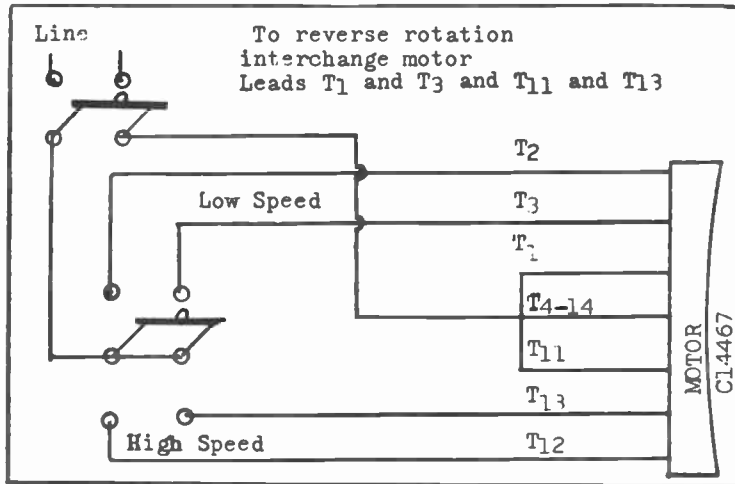 Line
To reverse rotation
interchange motor
Leads T1 and T3 and T11 and T13
T2
Low Speed
T3
T1
T4-14
T11
MOTOR
C14467
T13
High Speed
T12